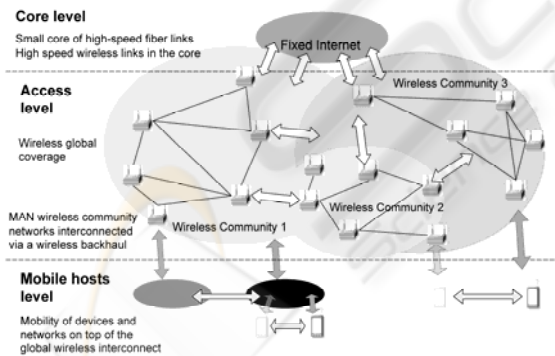 Core level
Small core of high-speed fiber links
High speed wireless links in the core
Fixed Internet
Access
level
Wireless global
coverage
MAN wireless community
networks interconnected
via a wireless backhaul
Wireless Community 3
Wireless Community 2
Wireless Community 1
Mobile hosts
level
Mobility of devices and
networks on top of the
global wireless interconnect